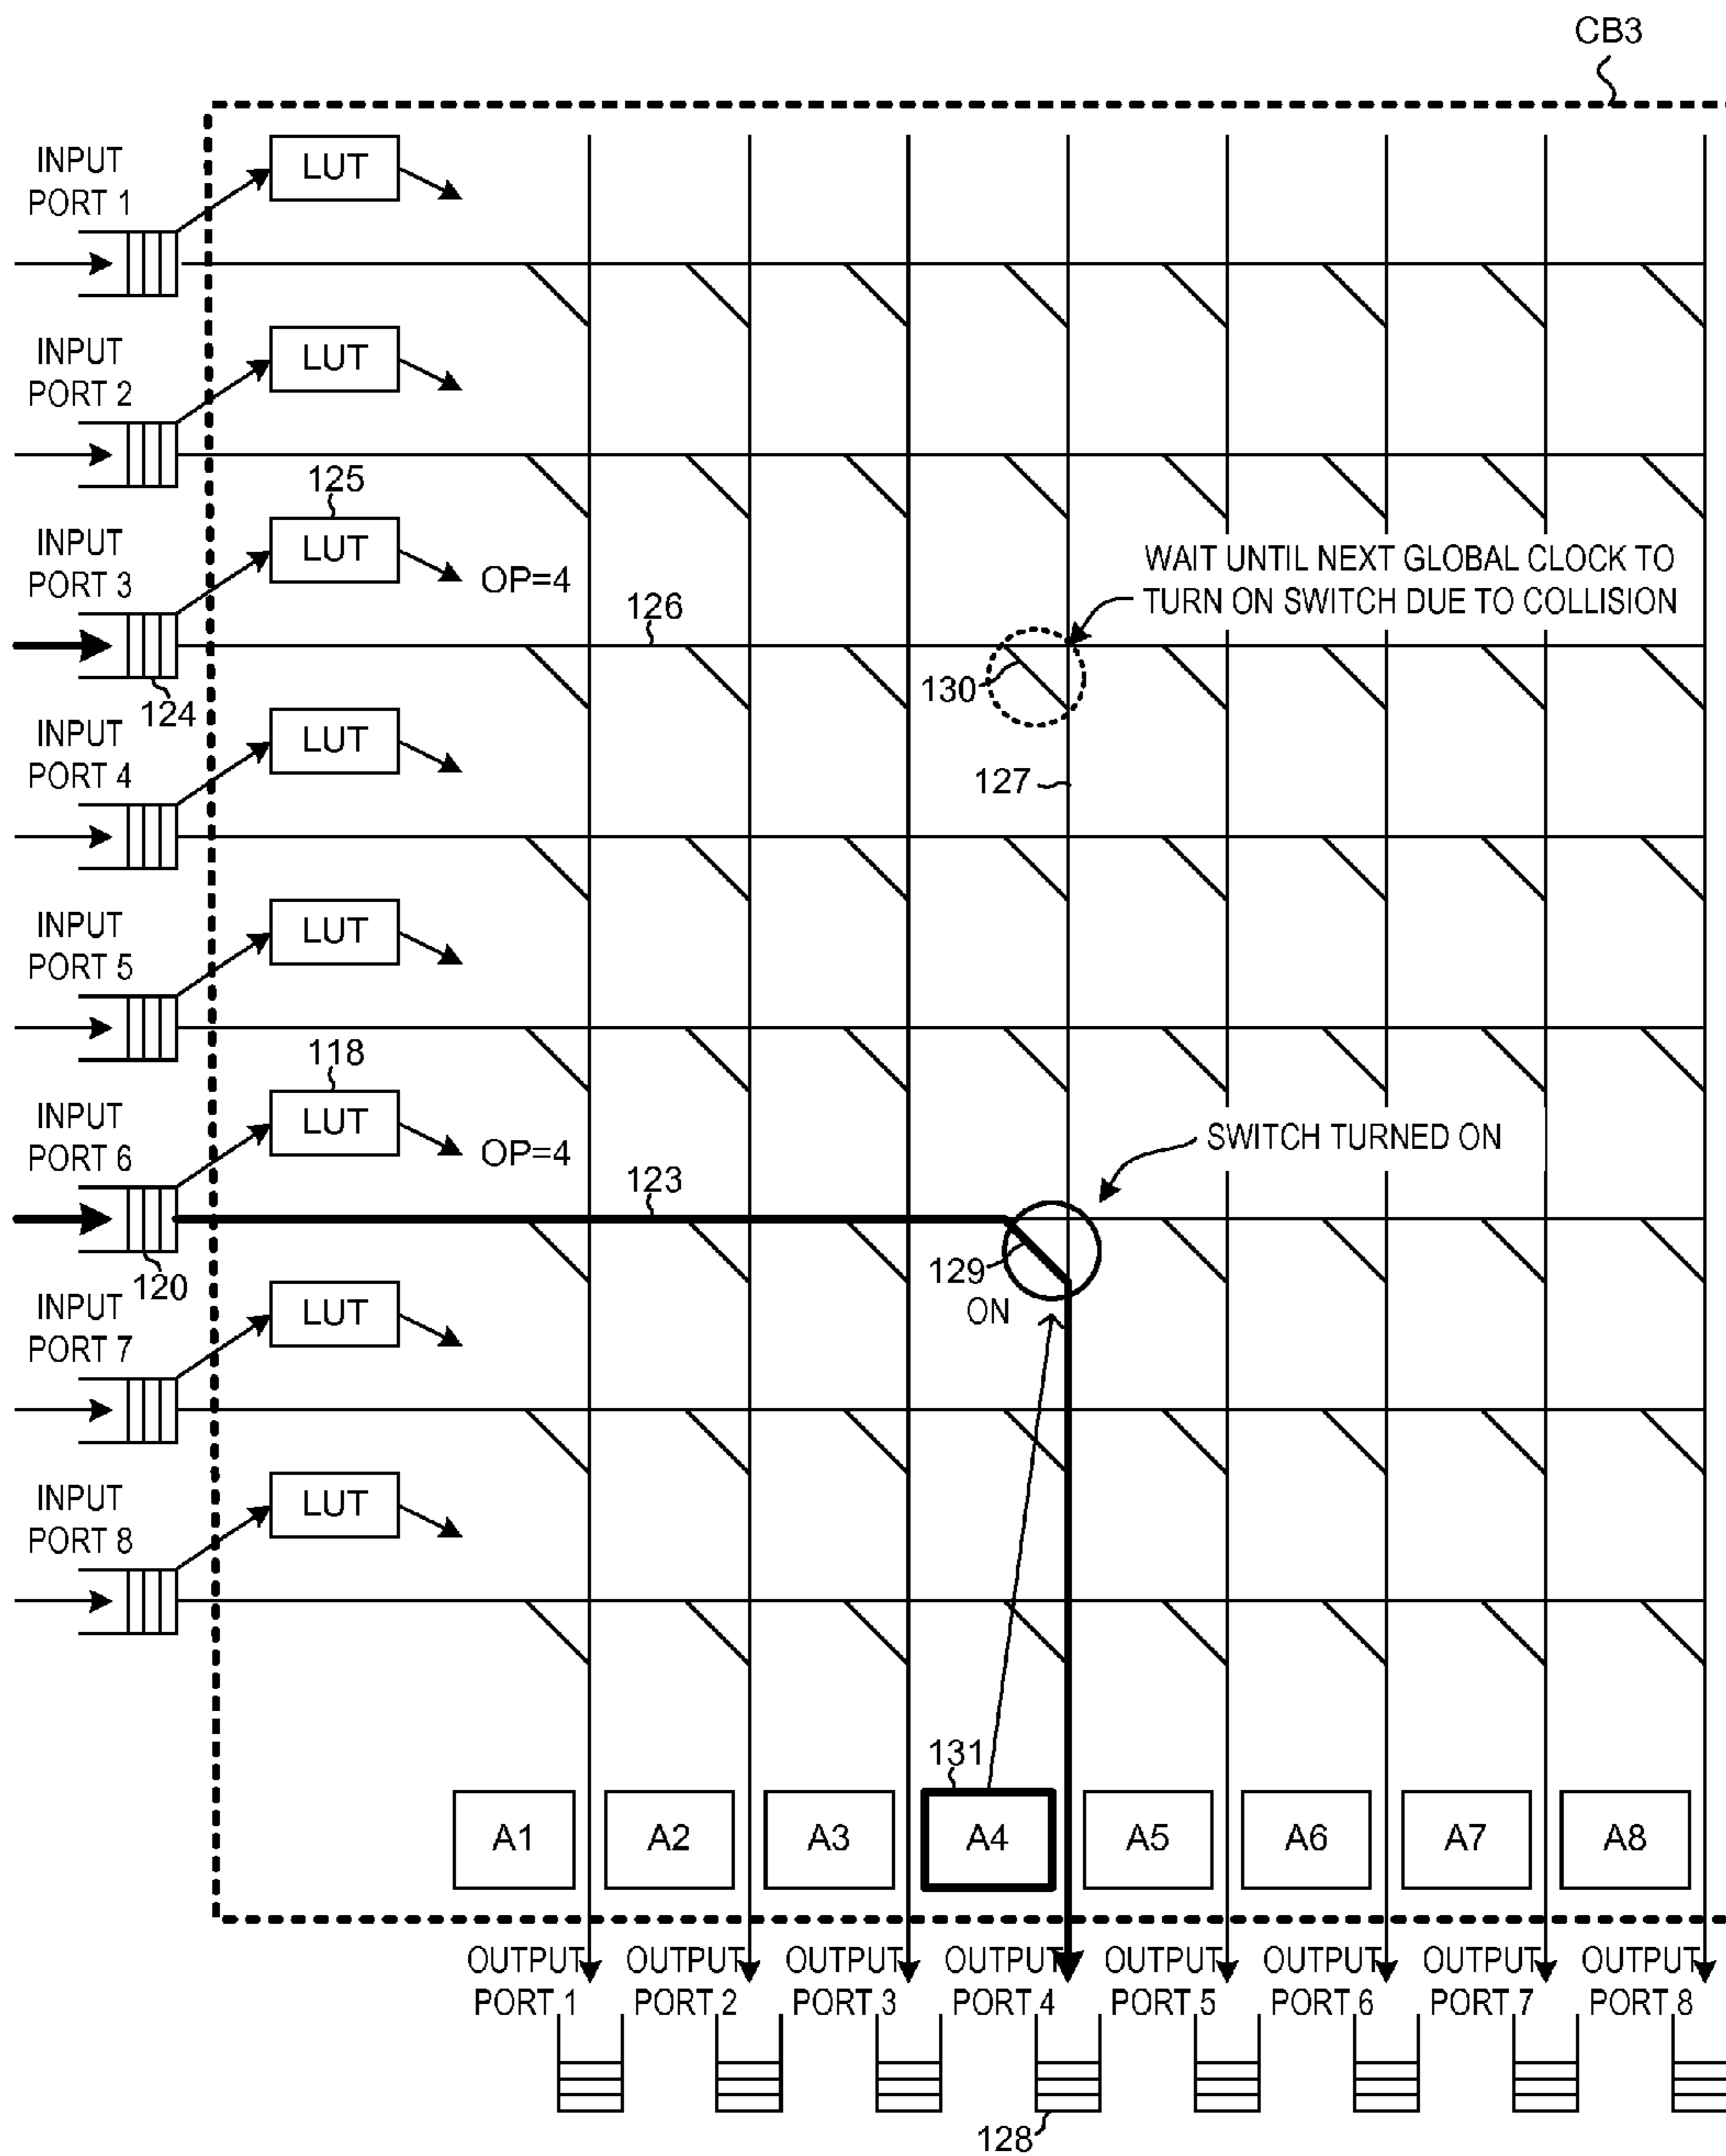 CB3
INPUT
PORT 1
LUT
INPUT
PORT 2
LUT
125
INPUT
PORT 3
LUT
OP=4
126
WAIT UNTIL NEXT GLOBAL CLOCK TO
TURN ON SWITCH DUE TO COLLISION
130
124
INPUT
PORT 4
LUT
127
INPUT
PORT 5
LUT
118
INPUT
PORT 6
LUT
OP=4
123
SWITCH TURNED ON
129
ON
120
INPUT
PORT 7
LUT
INPUT
PORT 8
LUT
131
A1
A2
A3
A4
A5
A6
A7
A8
OUTPUT
PORT 1
OUTPUT
PORT 2
OUTPUT
PORT 3
OUTPUT
PORT 4
OUTPUT
PORT 5
OUTPUT
PORT 6
OUTPUT
PORT 7
OUTPUT
PORT 8
128